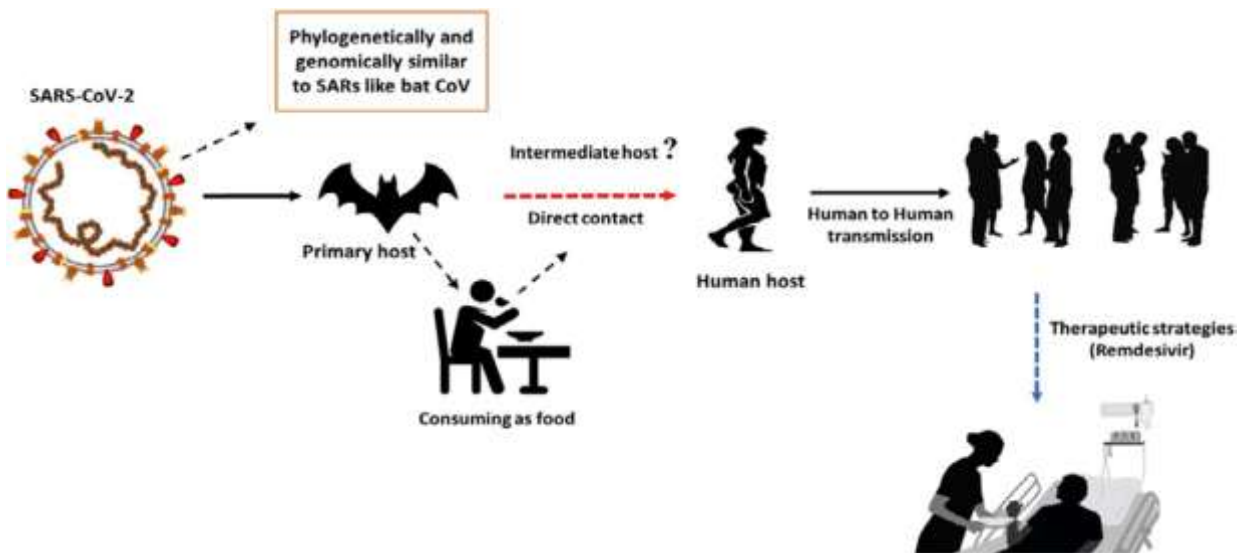 Phylogenetically and
genomically similar
to SARs like bat CoV
SARS-CoV-2
Intermediate host ?
Direct contact
Primary host
Human host
Human to Human
transmission
Consuming as food
Therapeutic strategies
(Remdesivir)